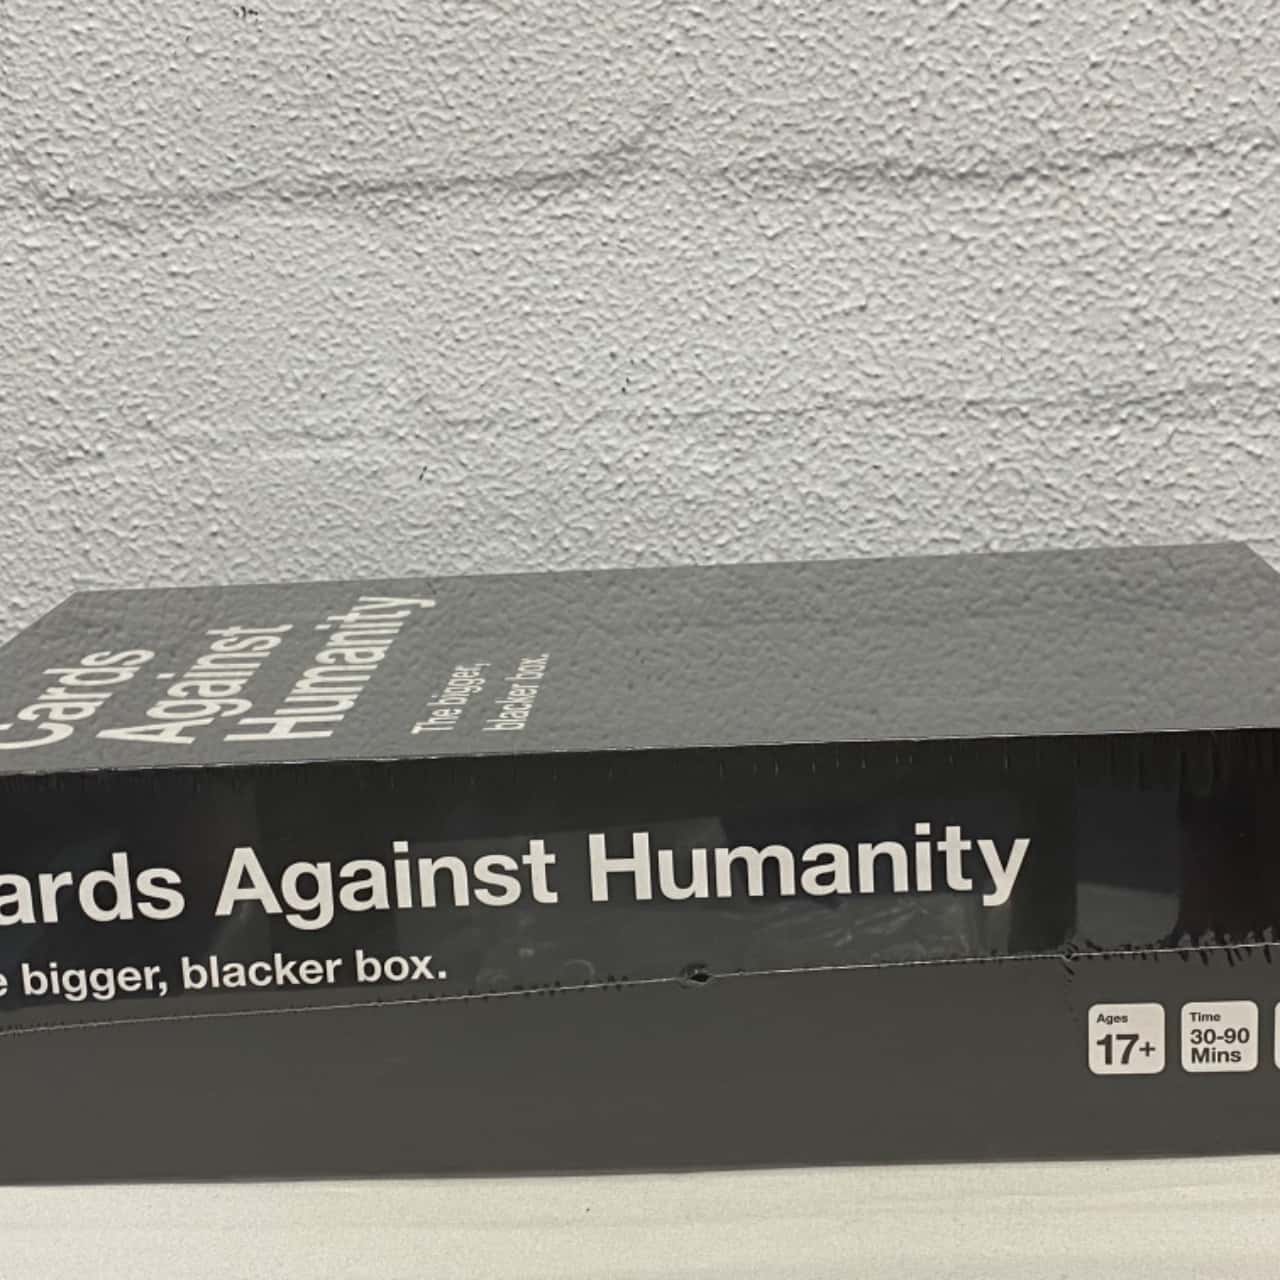 Cards
Against
Humanity
The bigger,
blacker box.
ards Against Humanity
e bigger, blacker box.
Ages
17+
Time
30-90
Mins